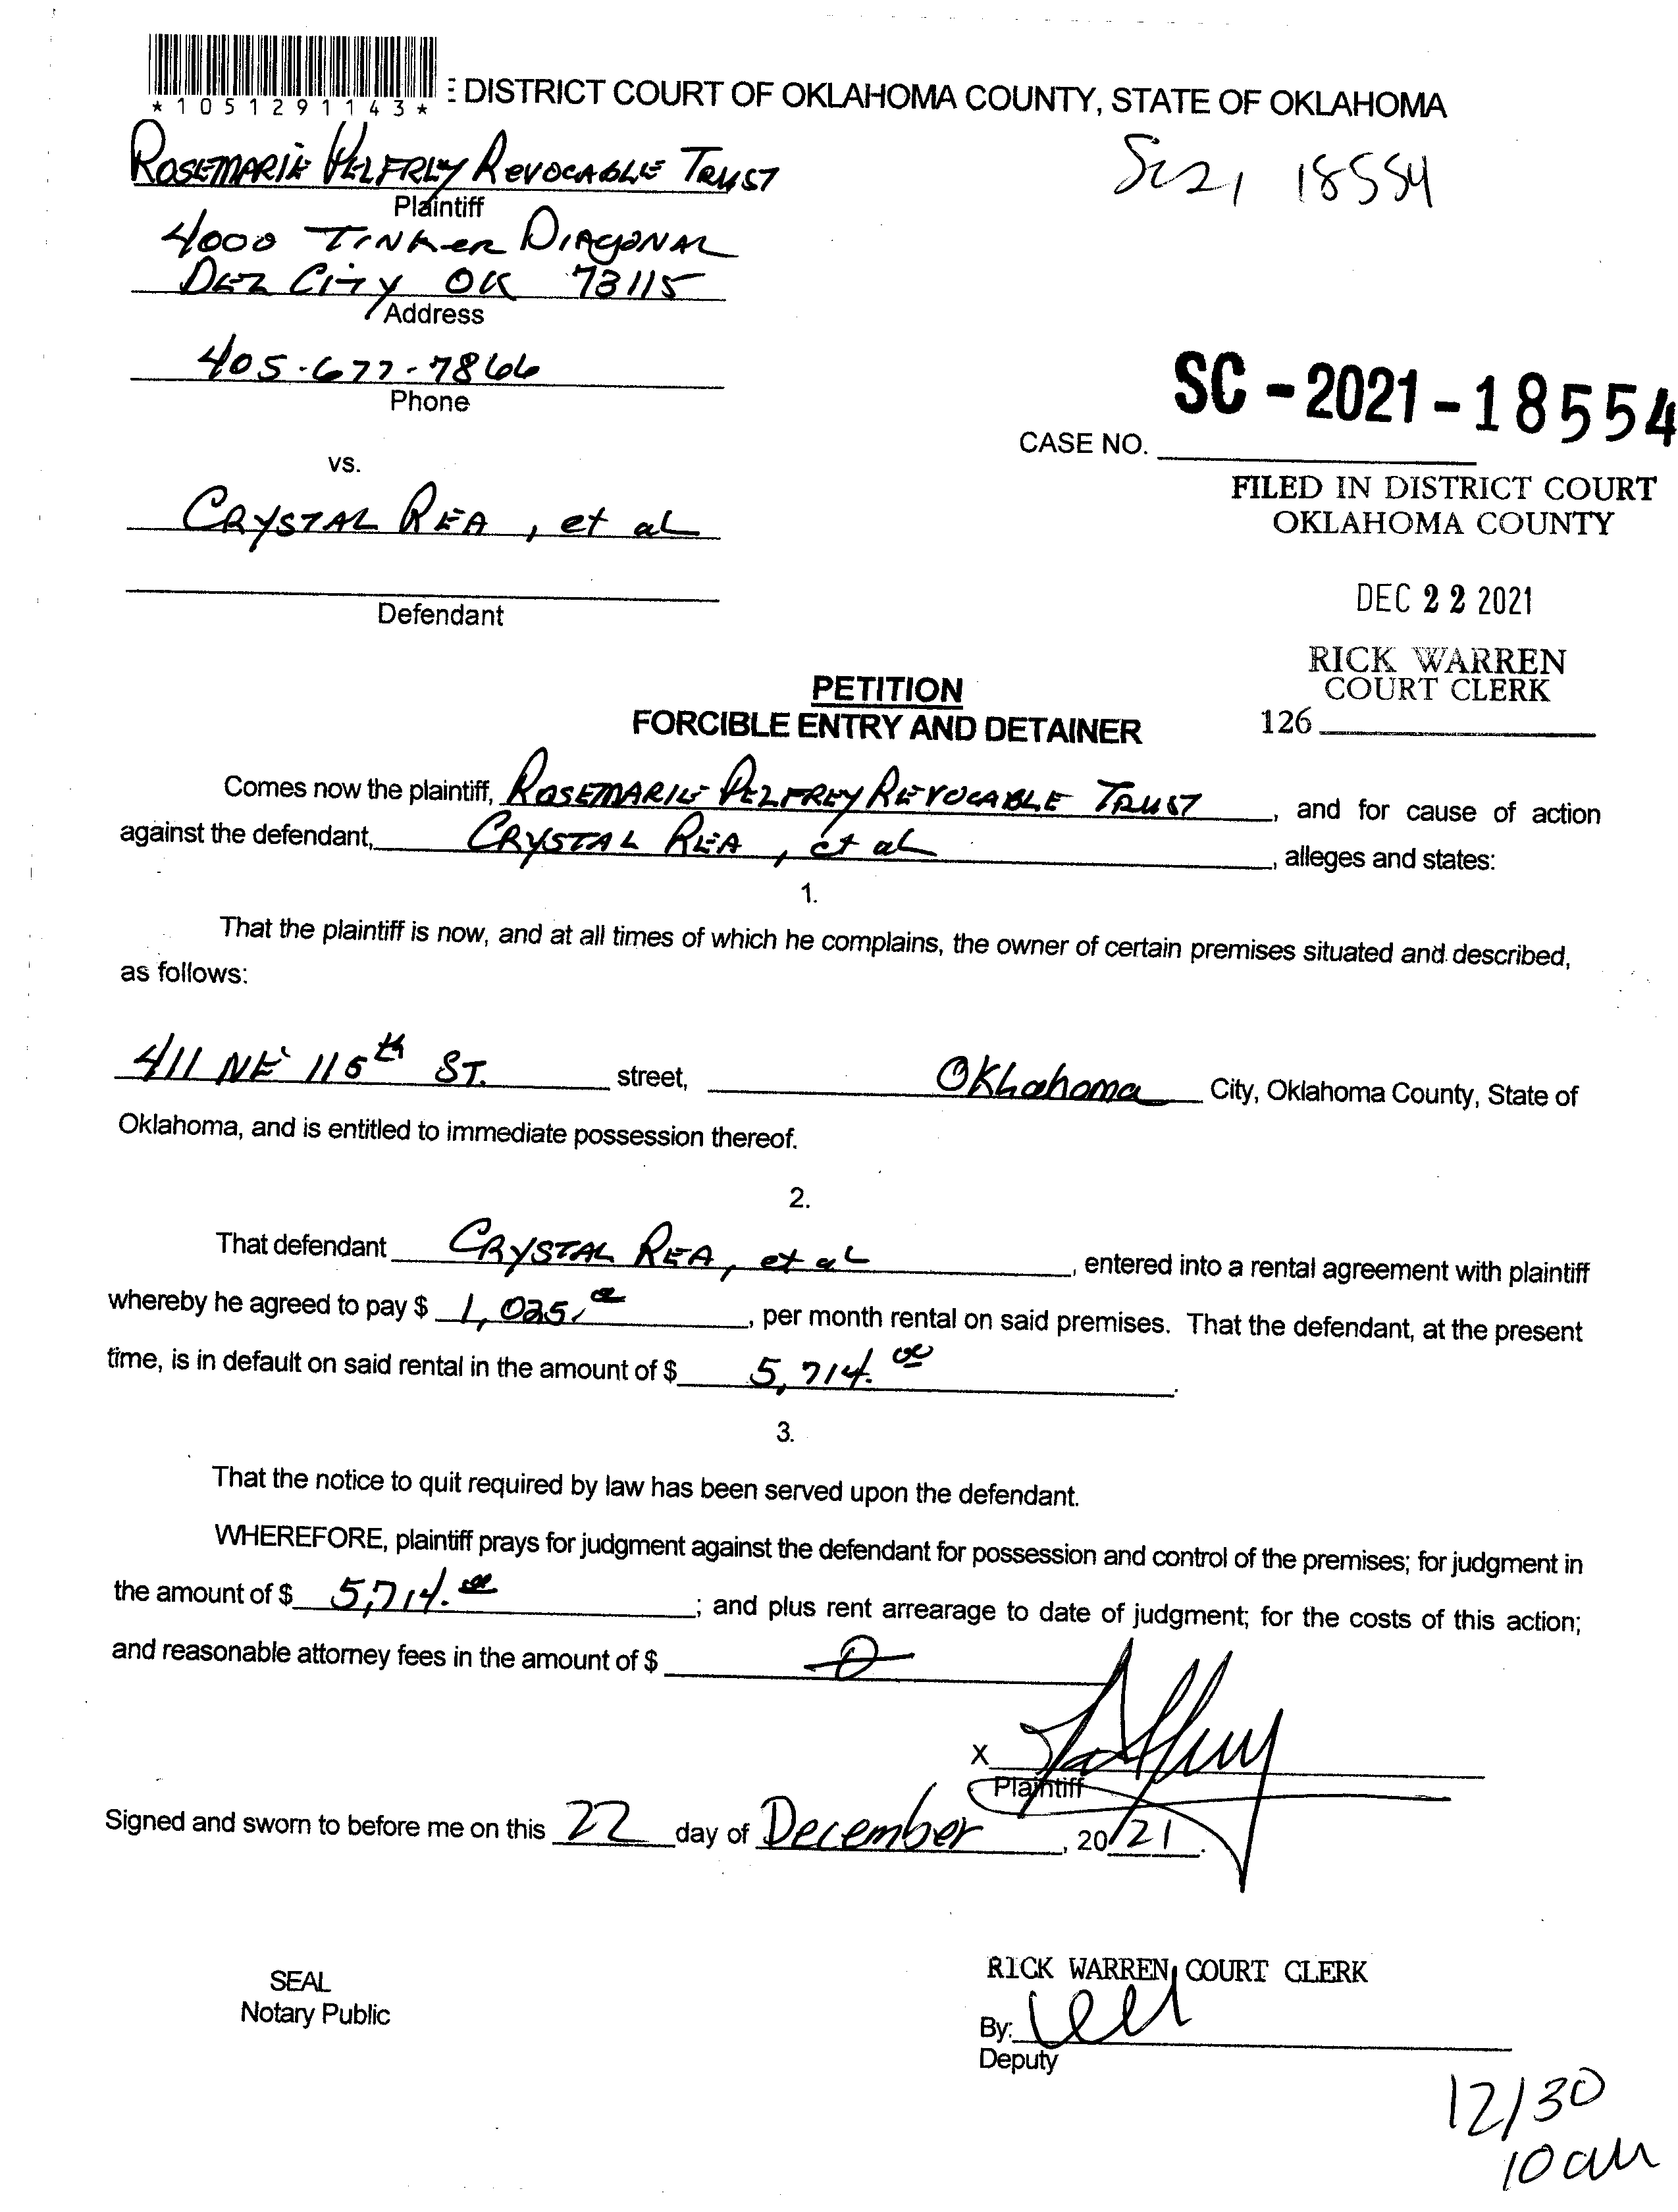 *1051291143*
E DISTRICT COURT OF OKLAHOMA COUNTY, STATE OF OKLAHOMA
ROSEMARIE PELFREY REVOCABLE TRUST
Plaintiff
SC21 18554
4000 TINKER DIAGONAL
DEL CITY OK 73115
Address
405-677-7866
Phone
SC-2021-18554
CASE NO.
vs.
FILED IN DISTRICT COURT
OKLAHOMA COUNTY
CRYSTAL REA, et al
DEC 22 2021
Defendant
RICK WARREN
COURT CLERK
126
PETITION
FORCIBLE ENTRY AND DETAINER
Comes now the plaintiff, ROSEMARIE PELFREY REVOCABLE TRUST, and for cause of action
against the defendant, CRYSTAL REA, et al, alleges and states:
1.
That the plaintiff is now, and at all times of which he complains, the owner of certain premises situated and described,
as follows:
411 NE 115th ST. street, Oklahoma City, Oklahoma County, State of
Oklahoma, and is entitled to immediate possession thereof.
2.
That defendant CRYSTAL REA, et al, entered into a rental agreement with plaintiff
whereby he agreed to pay $ 1,025.00, per month rental on said premises. That the defendant, at the present
time, is in default on said rental in the amount of $ 5,714.00.
3.
That the notice to quit required by law has been served upon the defendant.
WHEREFORE, plaintiff prays for judgment against the defendant for possession and control of the premises; for judgment in
the amount of $ 5,714.00; and plus rent arrearage to date of judgment; for the costs of this action;
and reasonable attorney fees in the amount of $ 0
X
Plaintiff
Signed and sworn to before me on this 22 day of December, 2021.
SEAL
Notary Public
RICK WARREN, COURT CLERK
By:
Deputy
12/30
10am